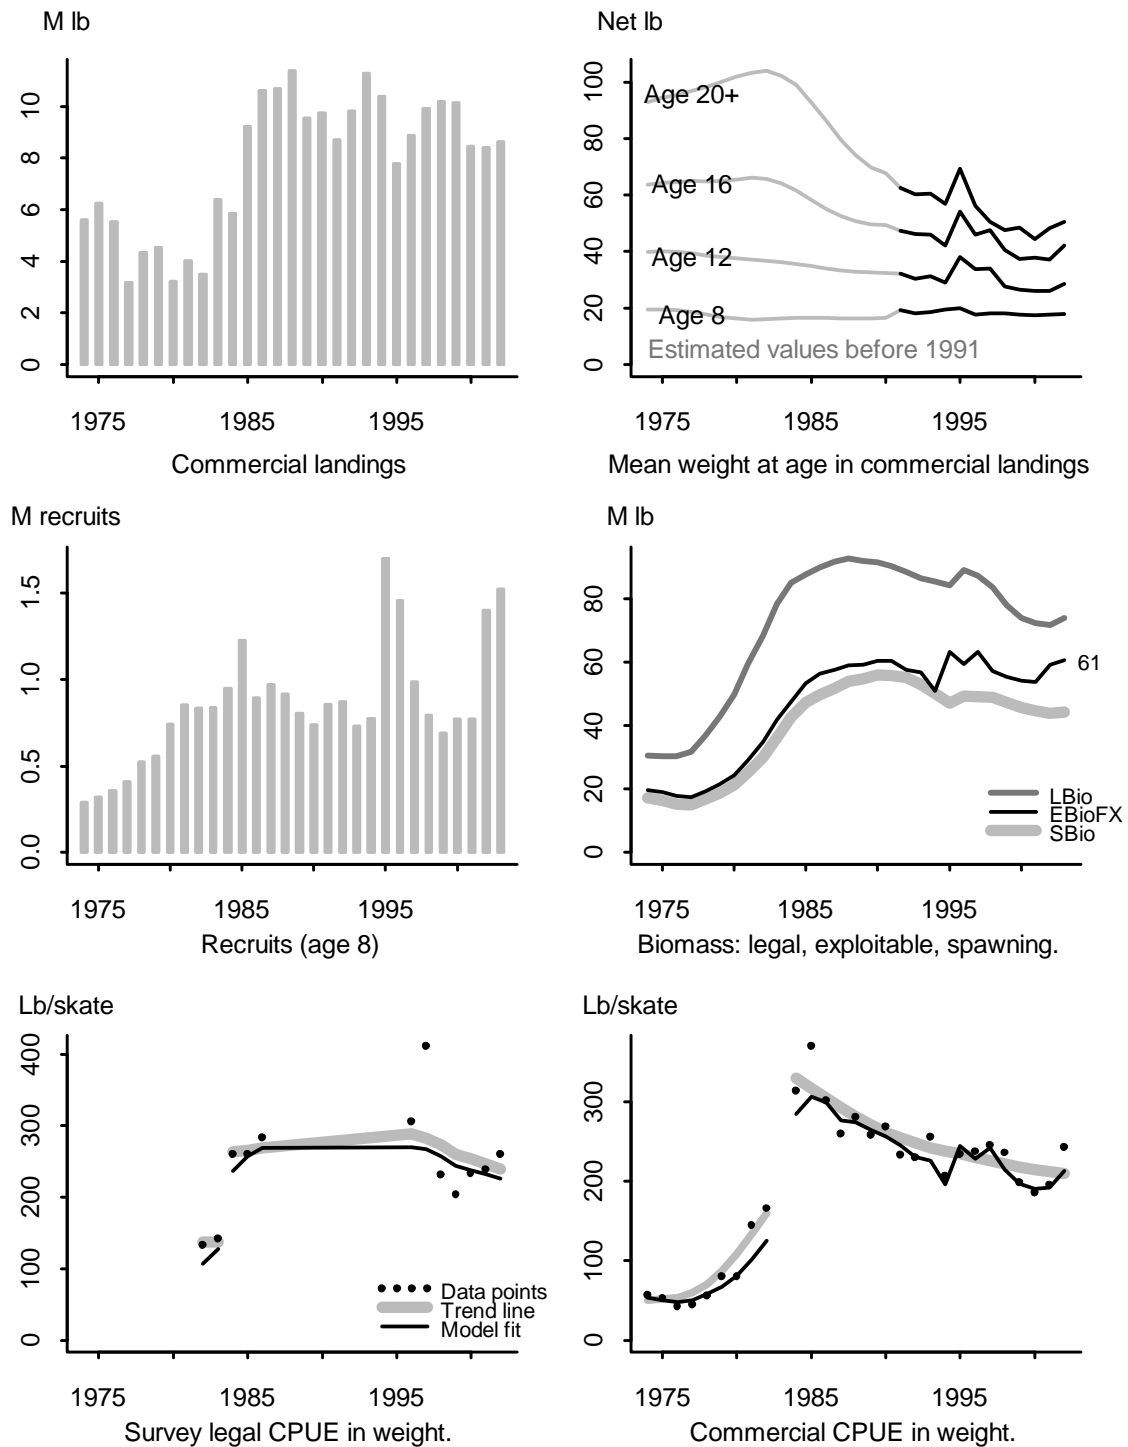 M lb
10
8
6
4
2
0
1975
1985
1995
Commercial landings
Net lb
100
80
60
40
20
0
Age 20+
Age 16
Age 12
Age 8
Estimated values before 1991
1975
1985
1995
Mean weight at age in commercial landings
M recruits
1.5
1.0
0.5
0.0
1975
1985
1995
Recruits (age 8)
M lb
80
60
40
20
0
61
LBio
EBioFX
SBio
1975
1985
1995
Biomass: legal, exploitable, spawning.
Lb/skate
400
300
200
100
0
Data points
Trend line
Model fit
1975
1985
1995
Survey legal CPUE in weight.
Lb/skate
300
200
100
0
1975
1985
1995
Commercial CPUE in weight.